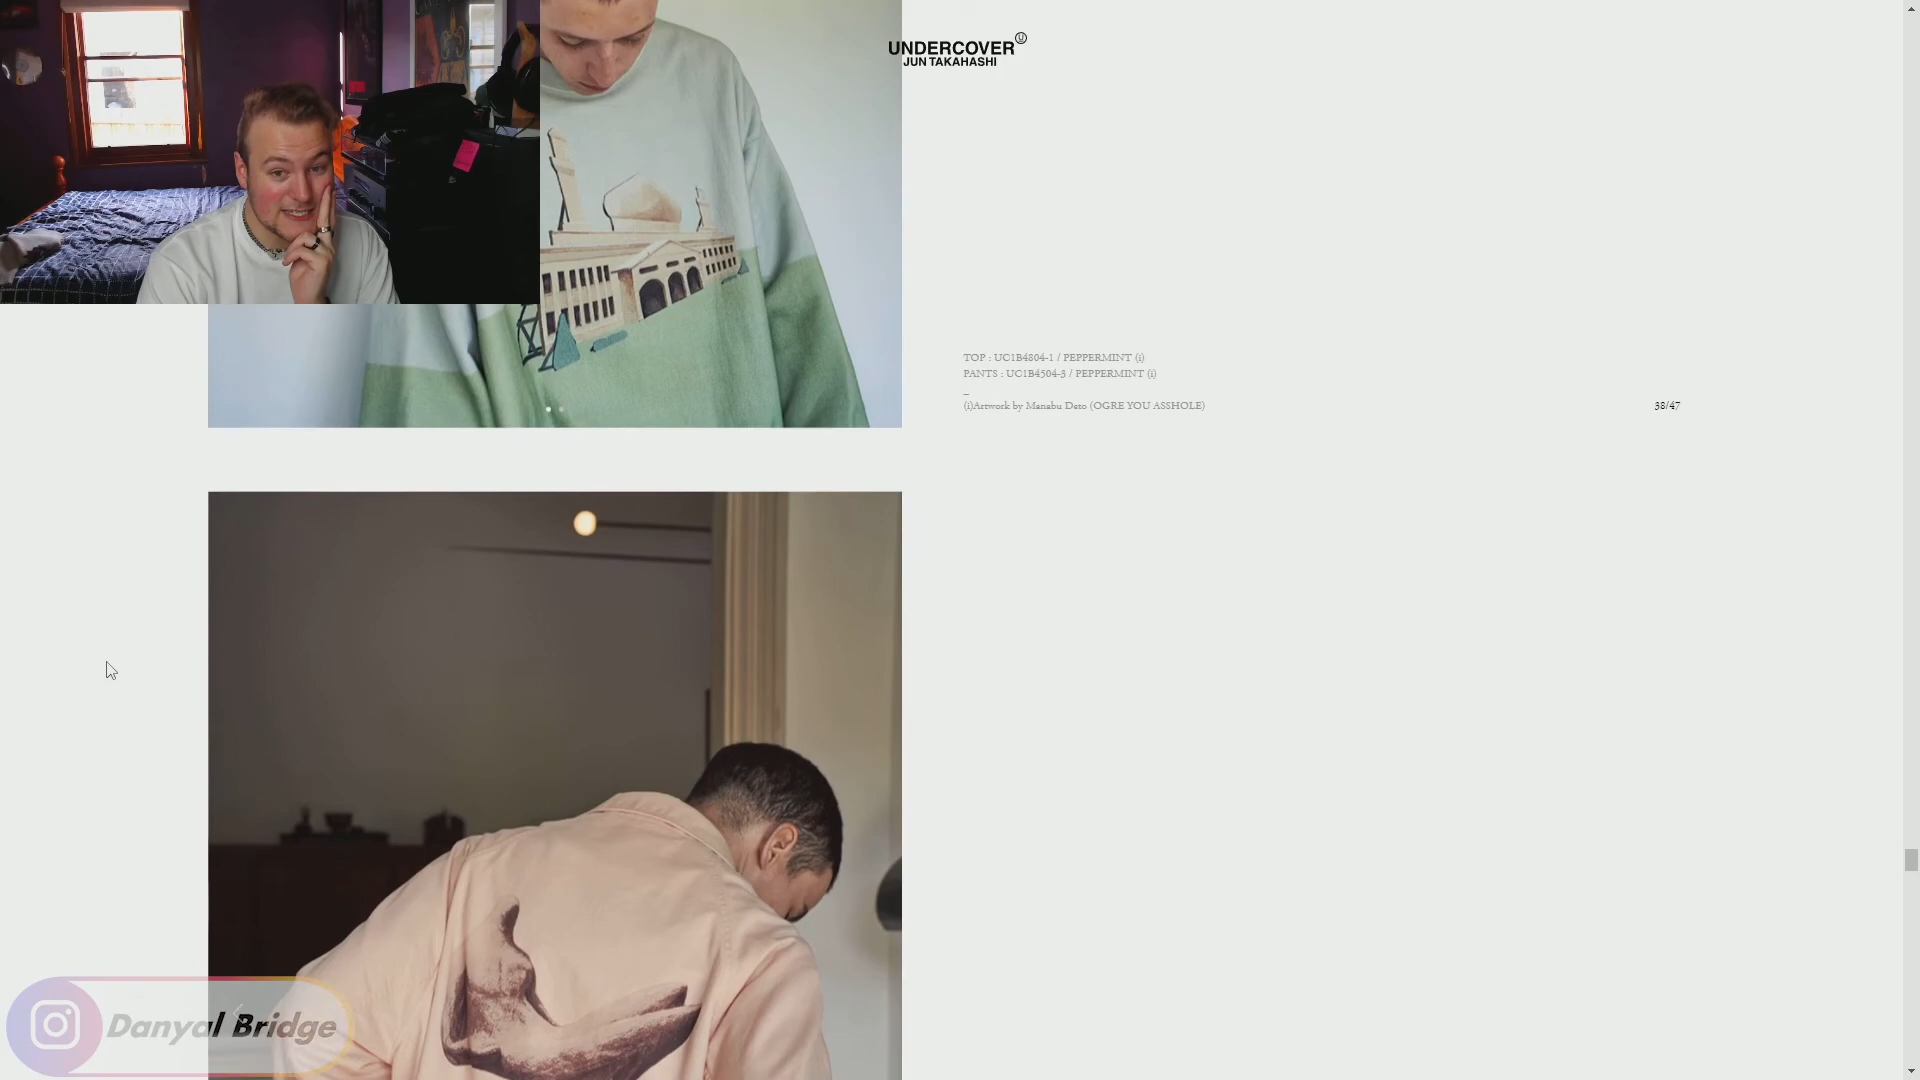 UNDERCOVER
JUN TAKAHASHI
TOP : UC1B4804-1 / PEPPERMINT (i)
PANTS : UC1B4504-3 / PEPPERMINT (i)
_
(i)Artwork by Manabu Deto (OGRE YOU ASSHOLE)
38/47
Danyal Bridge